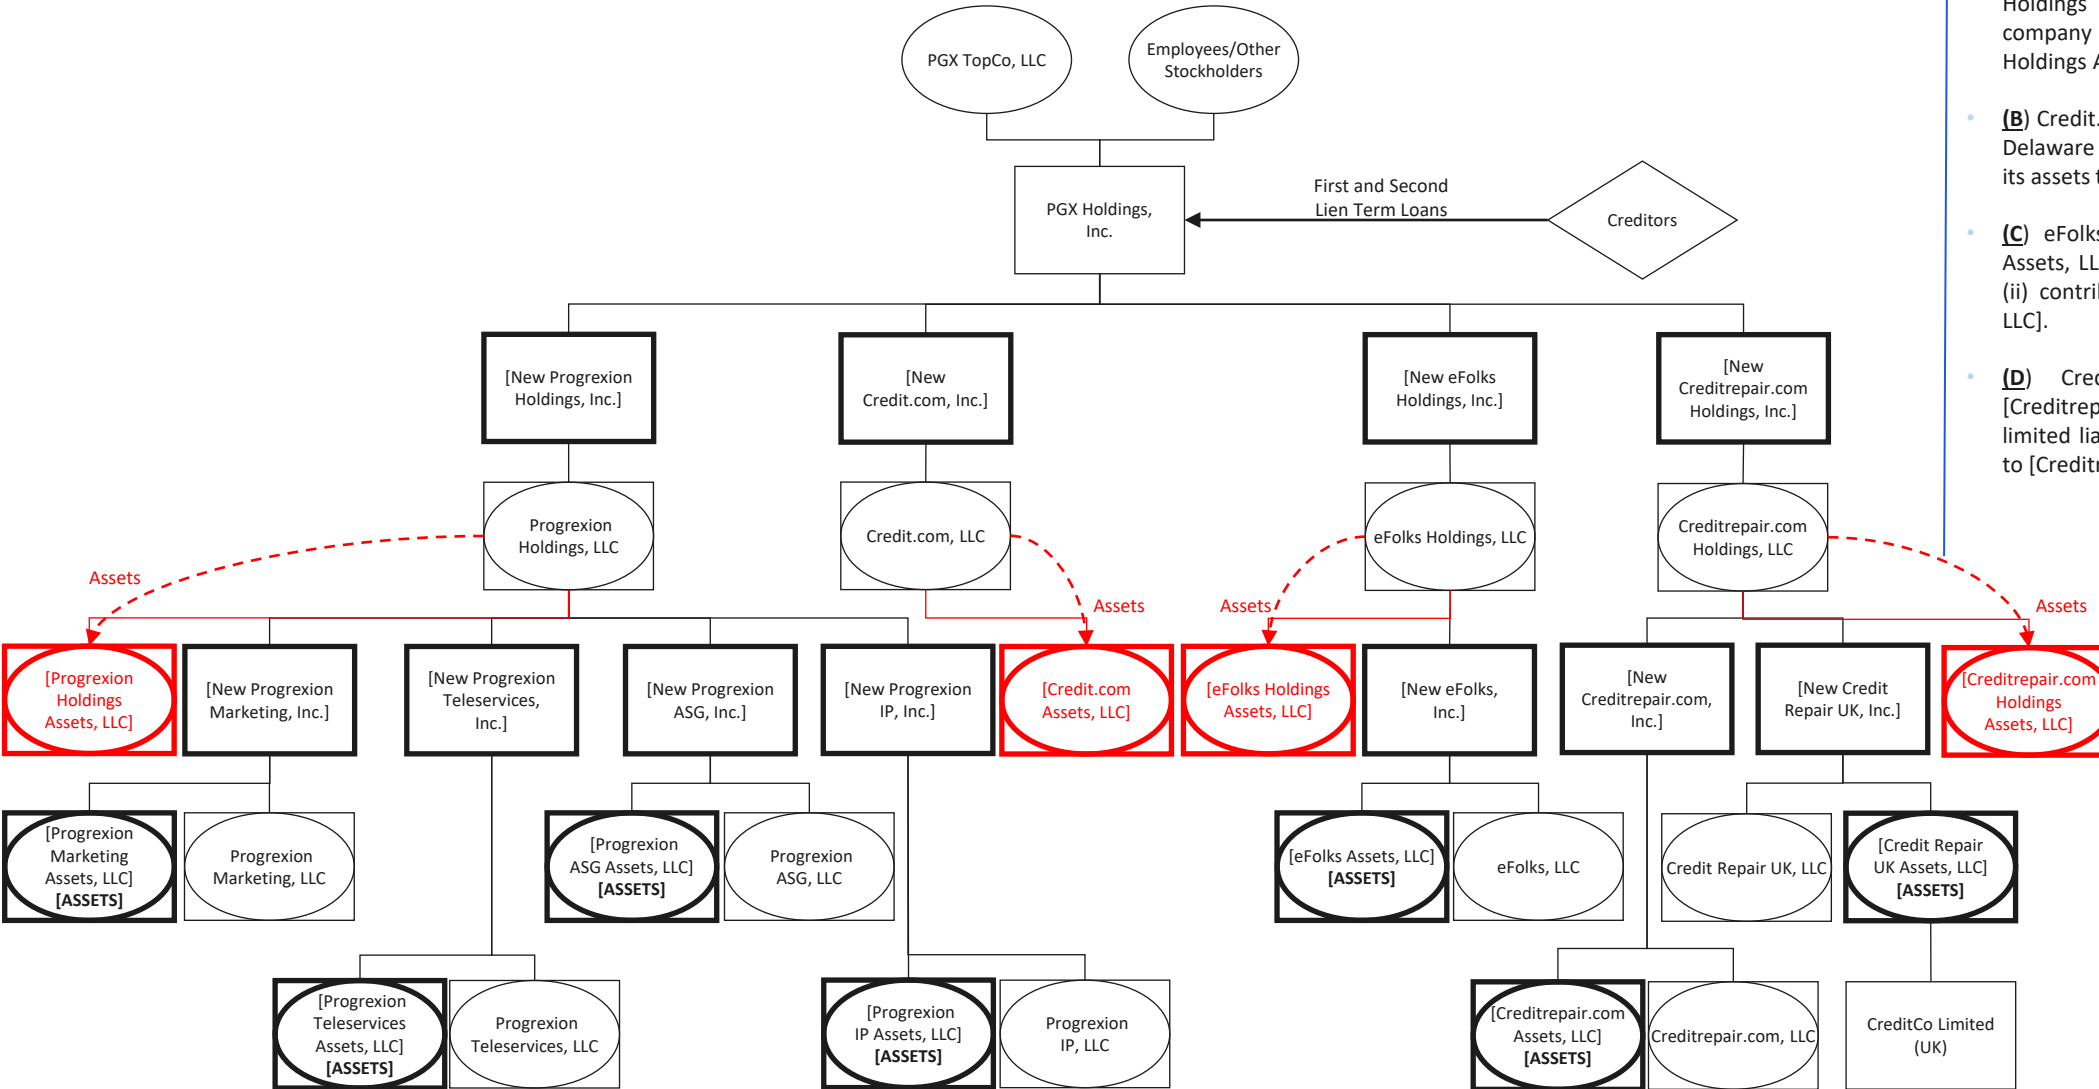 PGX TopCo, LLC
Employees/Other
Stockholders
PGX Holdings,
Inc.
First and Second
Lien Term Loans
Creditors
Holdings
company
Holdings A
• (B) Credit.
Delaware
its assets t
• (C) eFolks
Assets, LL
(ii) contri
LLC].
• (D) Cred
[Creditrep
limited lia
to [Creditr
[New Progrexion
Holdings, Inc.]
[New
Credit.com, Inc.]
[New eFolks
Holdings, Inc.]
[New
Creditrepair.com
Holdings, Inc.]
Progrexion
Holdings, LLC
Credit.com, LLC
eFolks Holdings, LLC
Creditrepair.com
Holdings, LLC
Assets
Assets
Assets
Assets
[Progrexion
Holdings
Assets, LLC]
[New Progrexion
Marketing, Inc.]
[New Progrexion
Teleservices,
Inc.]
[New Progrexion
ASG, Inc.]
[New Progrexion
IP, Inc.]
[Credit.com
Assets, LLC]
[eFolks Holdings
Assets, LLC]
[New eFolks,
Inc.]
[New
Creditrepair.com,
Inc.]
[New Credit
Repair UK, Inc.]
[Creditrepair.com
Holdings
Assets, LLC]
[Progrexion
Marketing
Assets, LLC]
[ASSETS]
Progrexion
Marketing, LLC
[Progrexion
ASG Assets, LLC]
[ASSETS]
Progrexion
ASG, LLC
[eFolks Assets, LLC]
[ASSETS]
eFolks, LLC
Credit Repair UK, LLC
[Credit Repair
UK Assets, LLC]
[ASSETS]
[Progrexion
Teleservices
Assets, LLC]
[ASSETS]
Progrexion
Teleservices, LLC
[Progrexion
IP Assets, LLC]
[ASSETS]
Progrexion
IP, LLC
[Creditrepair.com
Assets, LLC]
[ASSETS]
Creditrepair.com, LLC
CreditCo Limited
(UK)